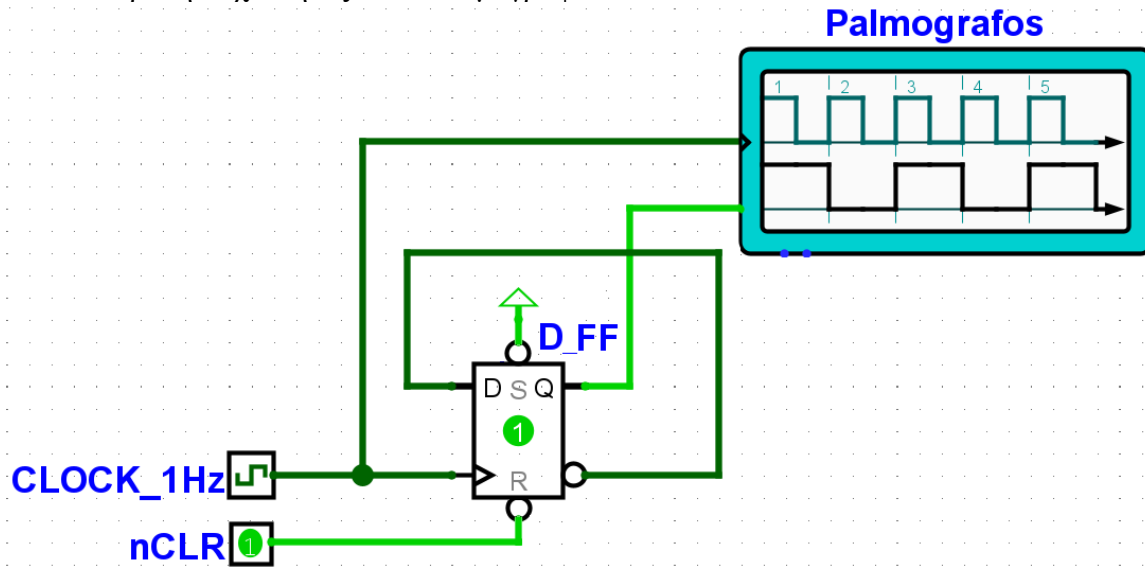 Palmografos
1 2 3 4 5
D_FF
D S Q
1
R
CLOCK_1Hz
nCLR 1